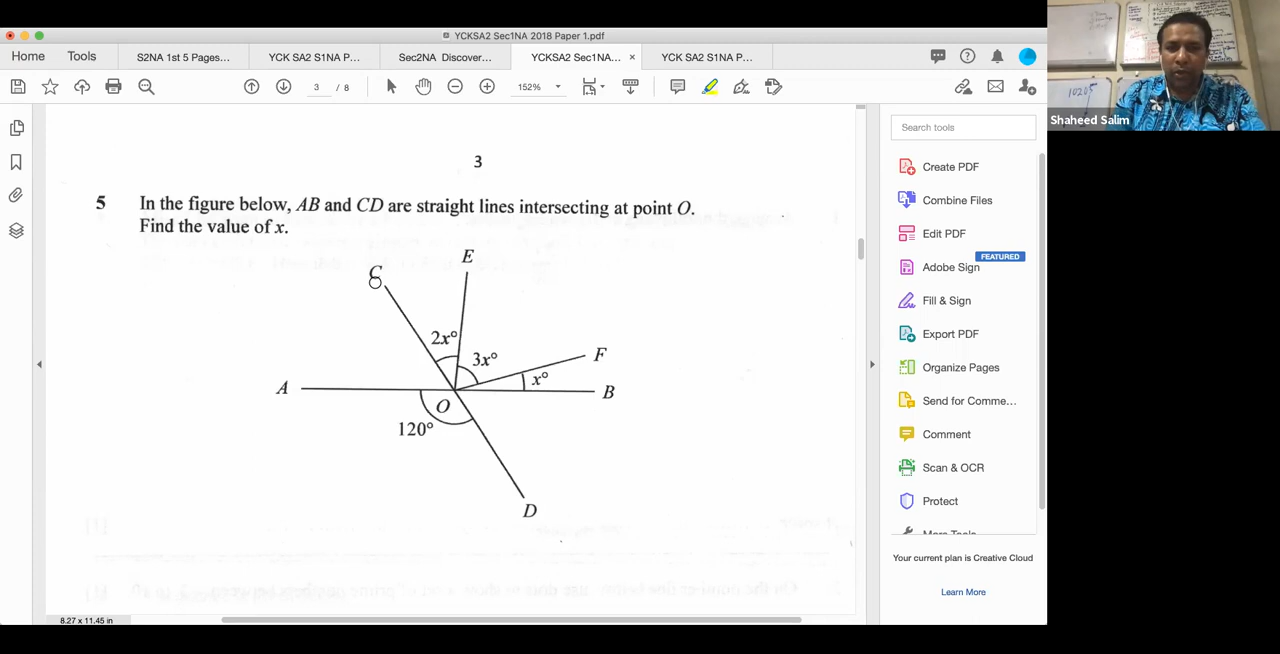 YCKSA2 Sec1NA 2018 Paper 1.pdf
Home
Tools
S2NA 1st 5 Pages...
YCK SA2 S1NA P...
Sec2NA Discover...
YCKSA2 Sec1NA... ×
YCK SA2 S1NA P...
3 / 8
152%
Shaheed Salim
10205
Search tools
Create PDF
Combine Files
Edit PDF
FEATURED
Adobe Sign
Fill & Sign
Export PDF
Organize Pages
Send for Comme...
Comment
Scan & OCR
Protect
More Tools
Your current plan is Creative Cloud
Learn More
3
5 In the figure below, AB and CD are straight lines intersecting at point O.
Find the value of x.
E
C
2x°
3x°
F
x°
A
B
O
120°
D
8.27 x 11.45 in